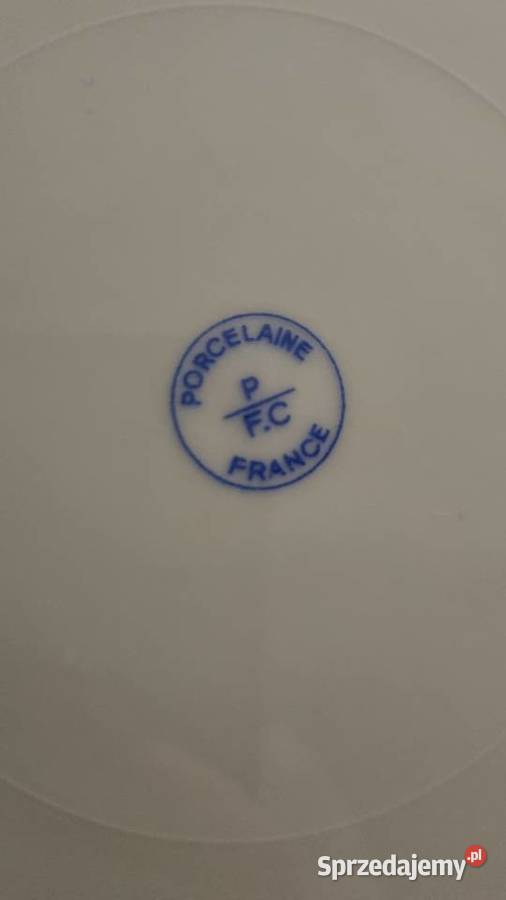 PORCELAINE
P
F.C
FRANCE
Sprzedajemy.pl